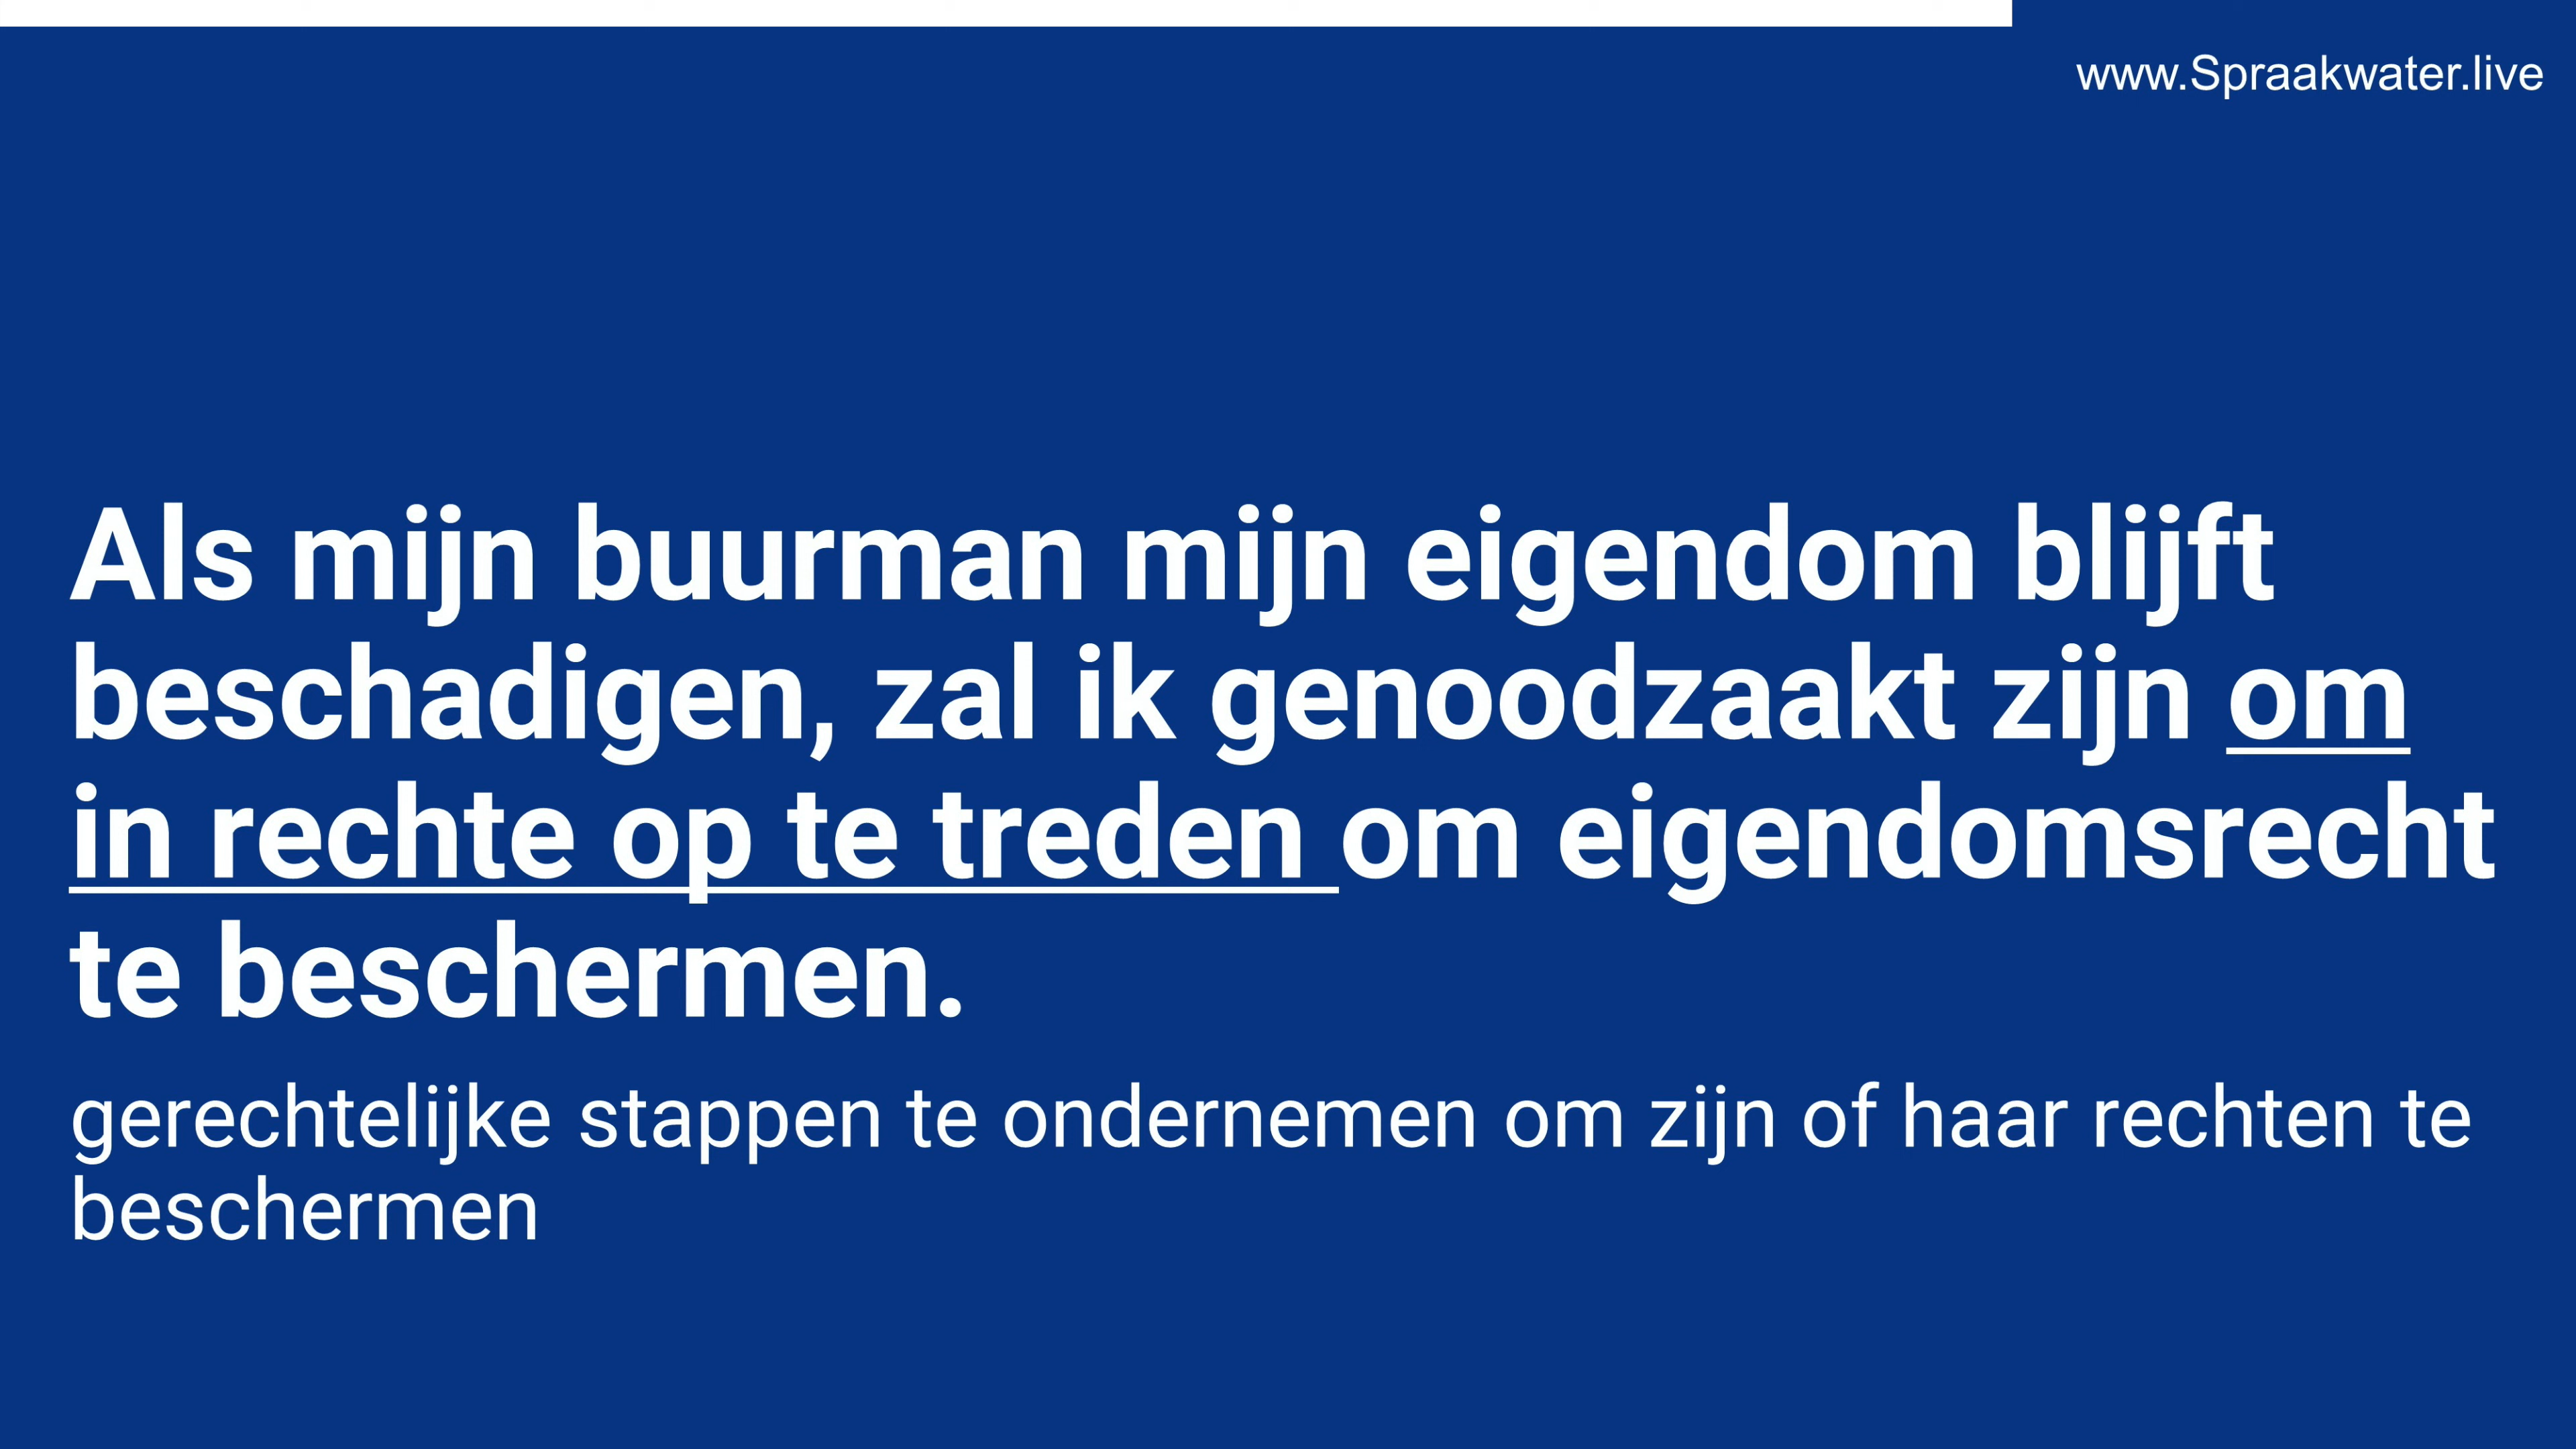 www.Spraakwater.live
Als mijn buurman mijn eigendom blijft
beschadigen, zal ik genoodzaakt zijn om
in rechte op te treden om eigendomsrecht
te beschermen.
gerechtelijke stappen te ondernemen om zijn of haar rechten te
beschermen